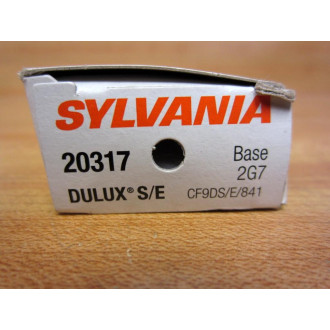 SYLVANIA
20317
Base
2G7
DULUX® S/E
CF9DS/E/841